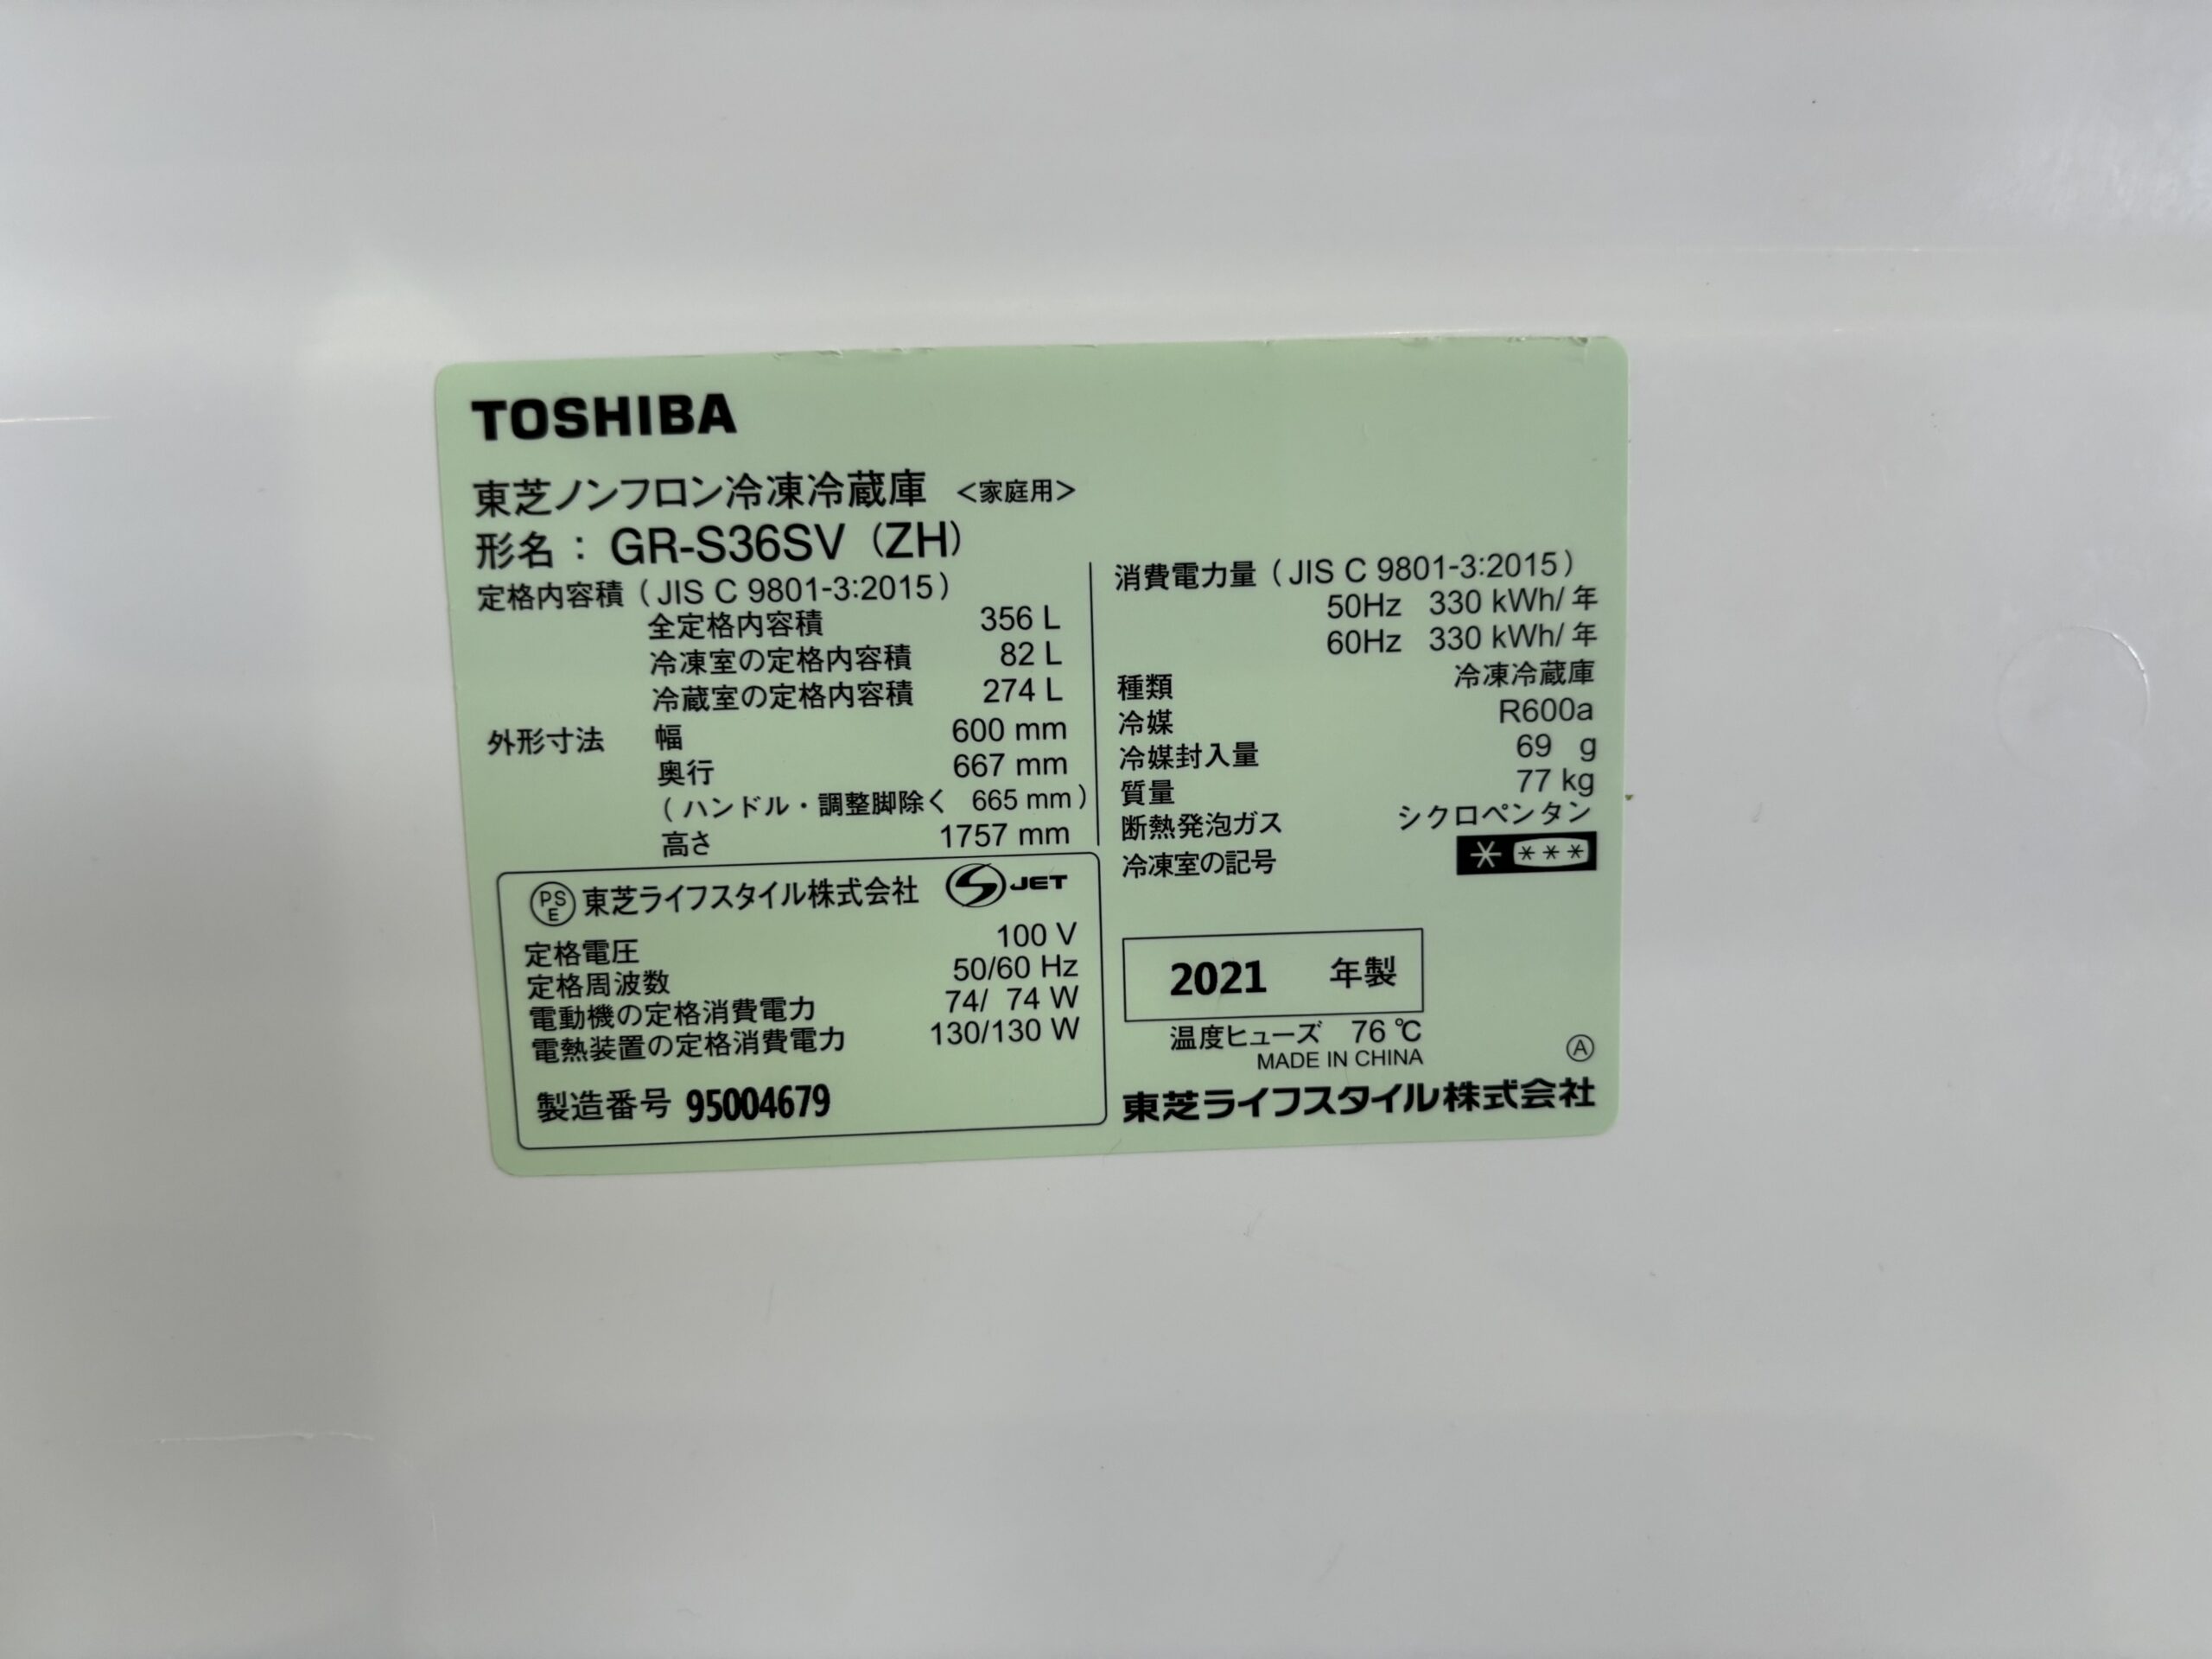 TOSHIBA
東芝ノンフロン冷凍冷蔵庫 <家庭用>
形名： GR-S36SV (ZH)
定格内容積 (JIS C 9801-3:2015)
全定格内容積 356 L
冷凍室の定格内容積 82 L
冷蔵室の定格内容積 274 L
外形寸法 幅 600 mm
奥行 667 mm
(ハンドル・調整脚除く 665 mm)
高さ 1757 mm
PS E 東芝ライフスタイル株式会社 S JET
定格電圧 100 V
定格周波数 50/60 Hz
電動機の定格消費電力 74/ 74 W
電熱装置の定格消費電力 130/130 W
製造番号 95004679
消費電力量 (JIS C 9801-3:2015)
50Hz 330 kWh/年
60Hz 330 kWh/年
種類 冷凍冷蔵庫
冷媒 R600a
冷媒封入量 69 g
質量 77 kg
断熱発泡ガス シクロペンタン
冷凍室の記号 * ***
2021 年製
温度ヒューズ 76 ℃
MADE IN CHINA
Ⓐ
東芝ライフスタイル株式会社